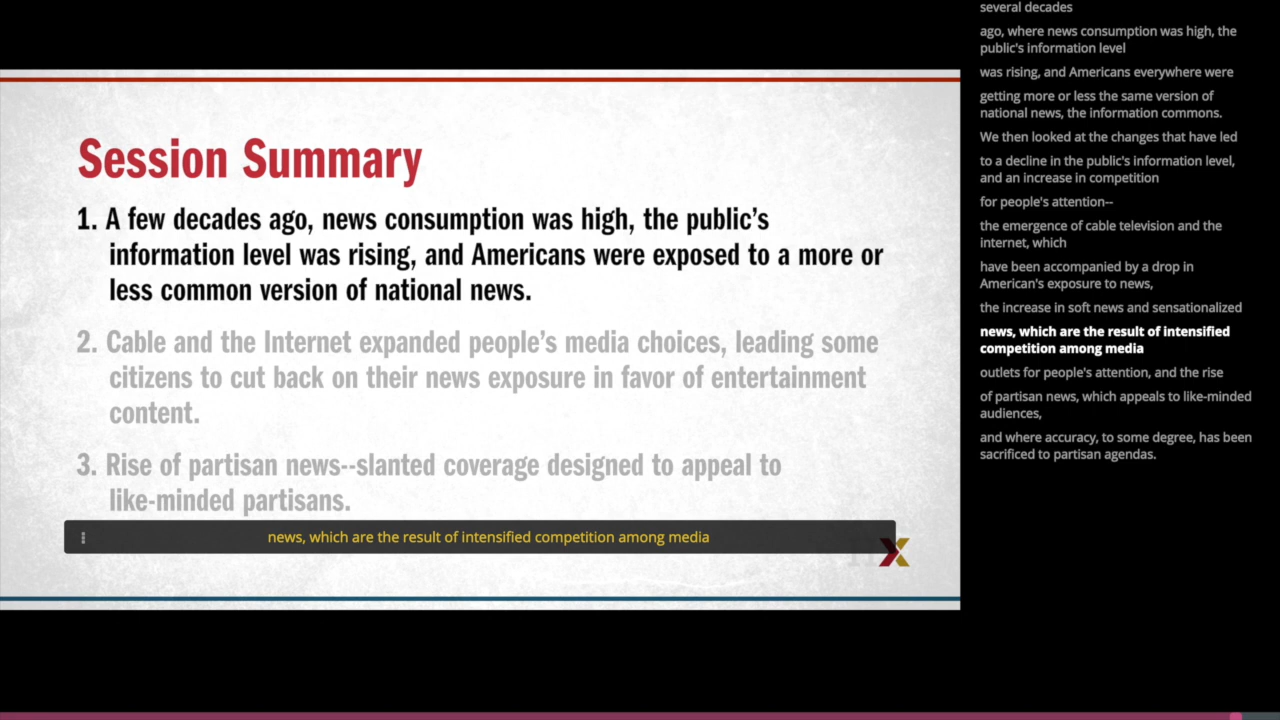 Session Summary
1. A few decades ago, news consumption was high, the public's
information level was rising, and Americans were exposed to a more or
less common version of national news.
2. Cable and the Internet expanded people's media choices, leading some
citizens to cut back on their news exposure in favor of entertainment
content.
3. Rise of partisan news--slanted coverage designed to appeal to
like-minded partisans.
news, which are the result of intensified competition among media
several decades
ago, where news consumption was high, the
public's information level
was rising, and Americans everywhere were
getting more or less the same version of
national news, the information commons.
We then looked at the changes that have led
to a decline in the public's information level,
and an increase in competition
for people's attention--
the emergence of cable television and the
internet, which
have been accompanied by a drop in
American's exposure to news,
the increase in soft news and sensationalized
news, which are the result of intensified
competition among media
outlets for people's attention, and the rise
of partisan news, which appeals to like-minded
audiences,
and where accuracy, to some degree, has been
sacrificed to partisan agendas.